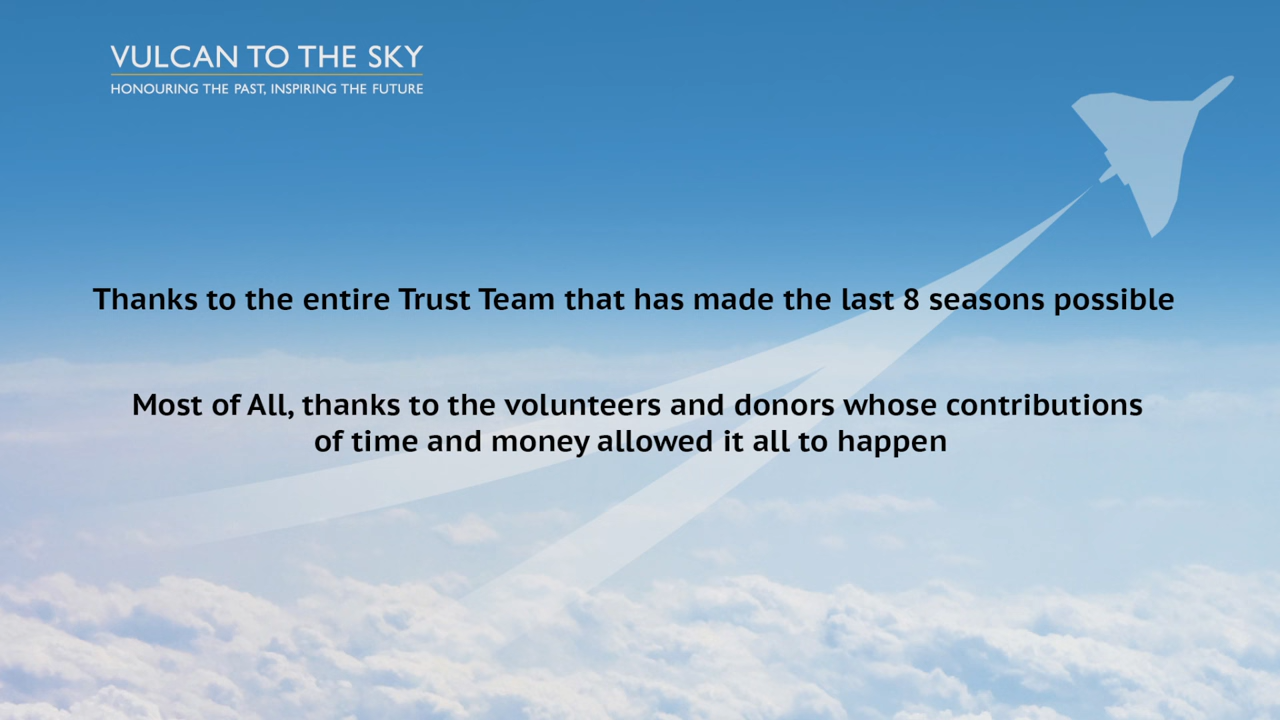 VULCAN TO THE SKY
HONOURING THE PAST, INSPIRING THE FUTURE
Thanks to the entire Trust Team that has made the last 8 seasons possible
Most of All, thanks to the volunteers and donors whose contributions
of time and money allowed it all to happen